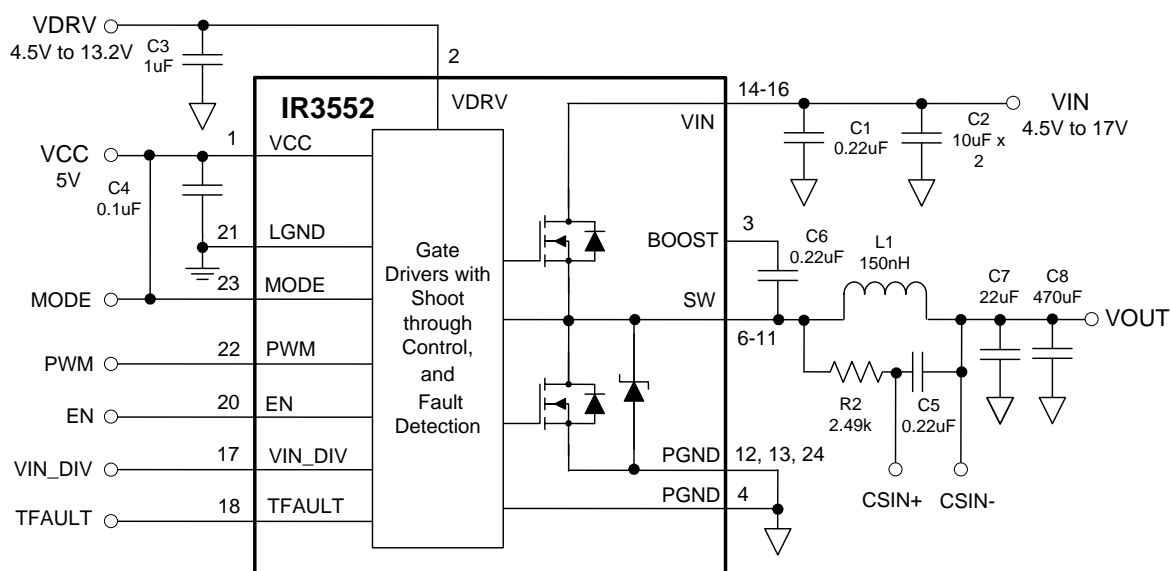 VDRV
4.5V to 13.2V
C3
1uF
2
IR3552
VDRV
14-16
VIN
VIN
4.5V to 17V
C1
0.22uF
C2
10uF x
2
1
VCC
VCC
5V
C4
0.1uF
21
LGND
23
MODE
MODE
22
PWM
PWM
20
EN
EN
17
VIN_DIV
VIN_DIV
18
TFAULT
TFAULT
Gate
Drivers with
Shoot
through
Control,
and
Fault
Detection
3
BOOST
C6
0.22uF
L1
150nH
SW
6-11
C7
22uF
C8
470uF
VOUT
R2
2.49k
C5
0.22uF
CSIN+
CSIN-
PGND
12, 13, 24
PGND
4